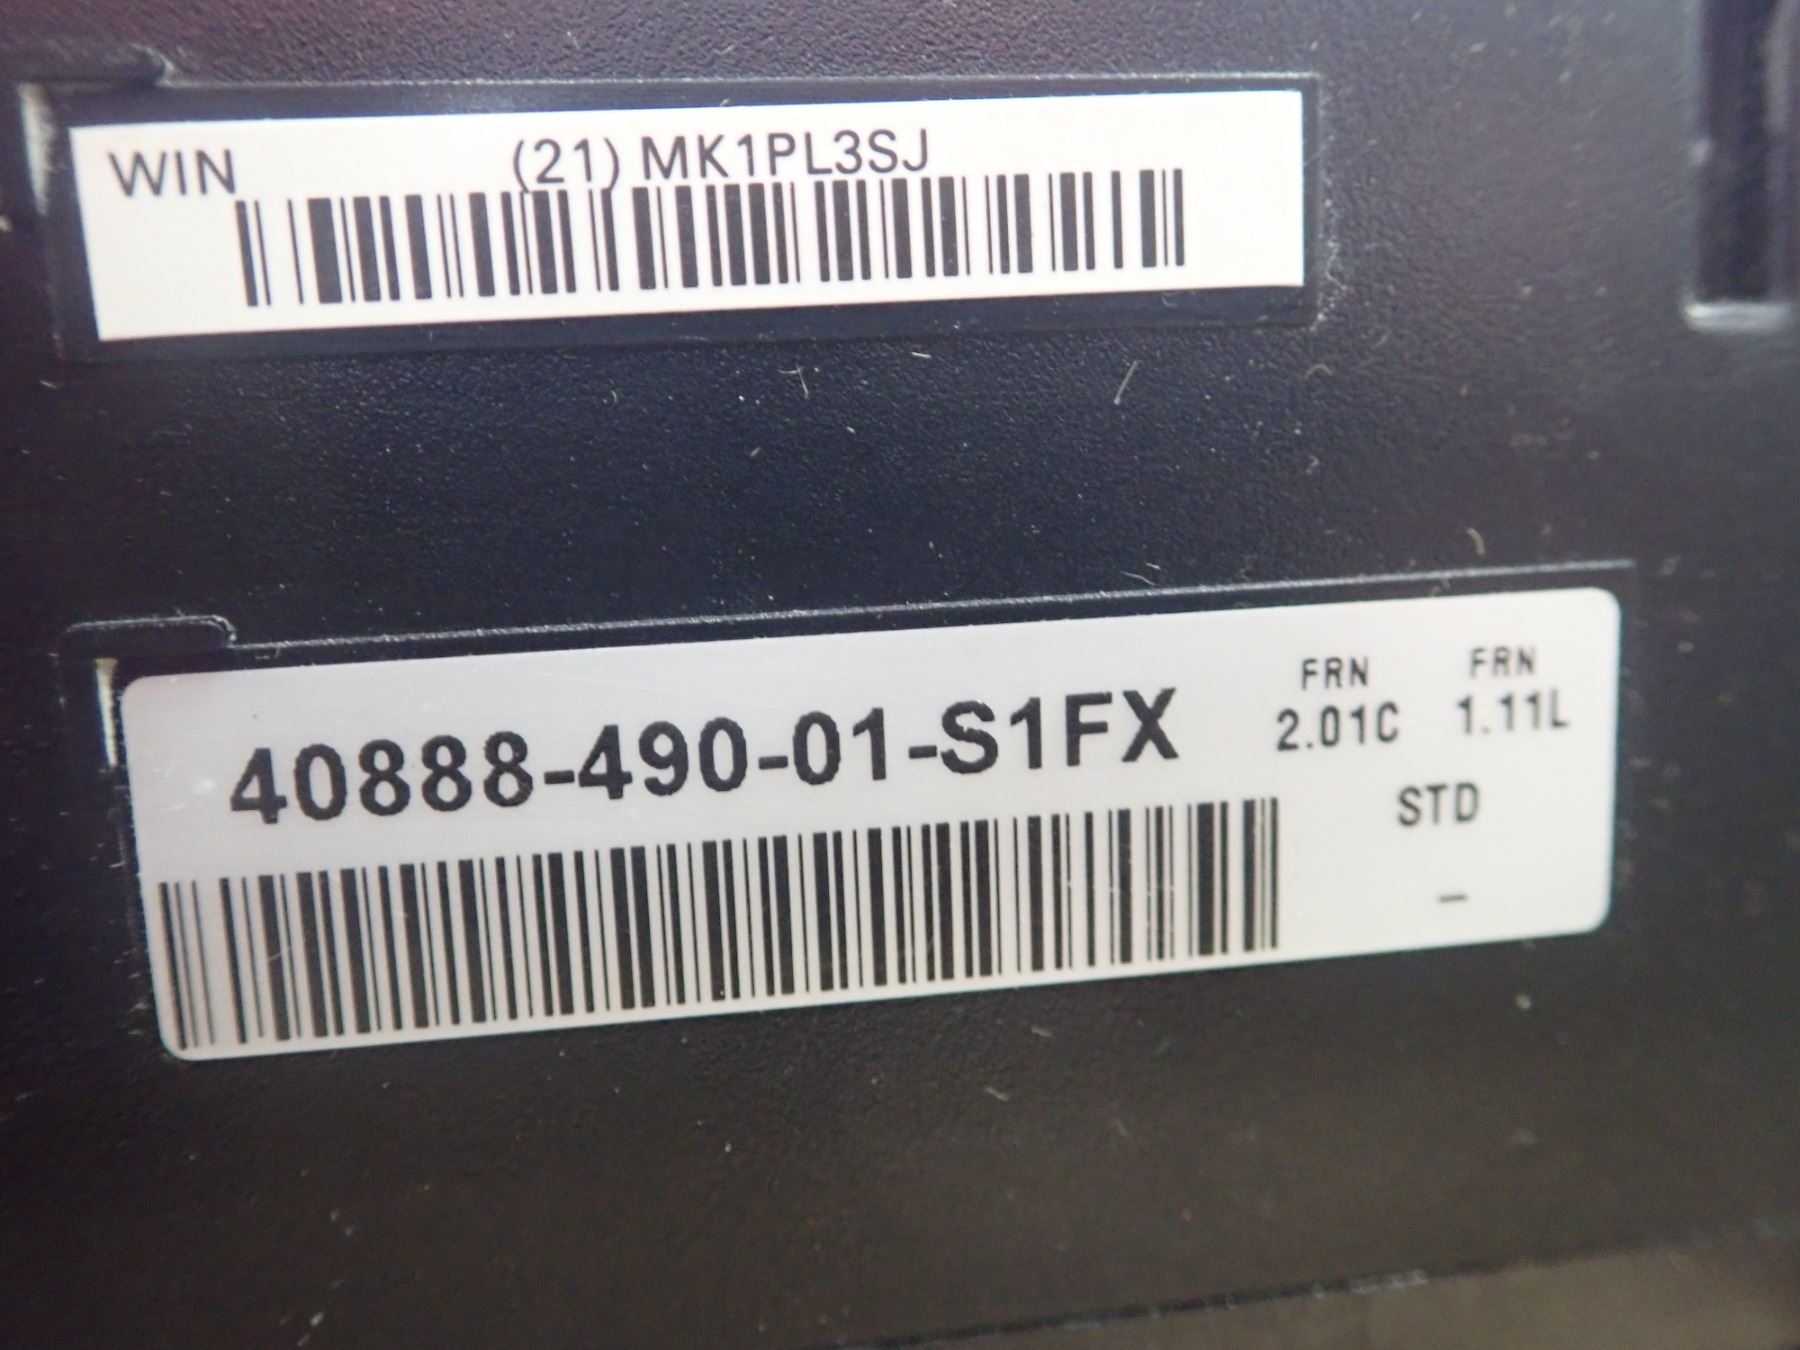 WIN (21) MK1PL3SJ
40888-490-01-S1FX
FRN FRN
2.01C 1.11L
STD
-